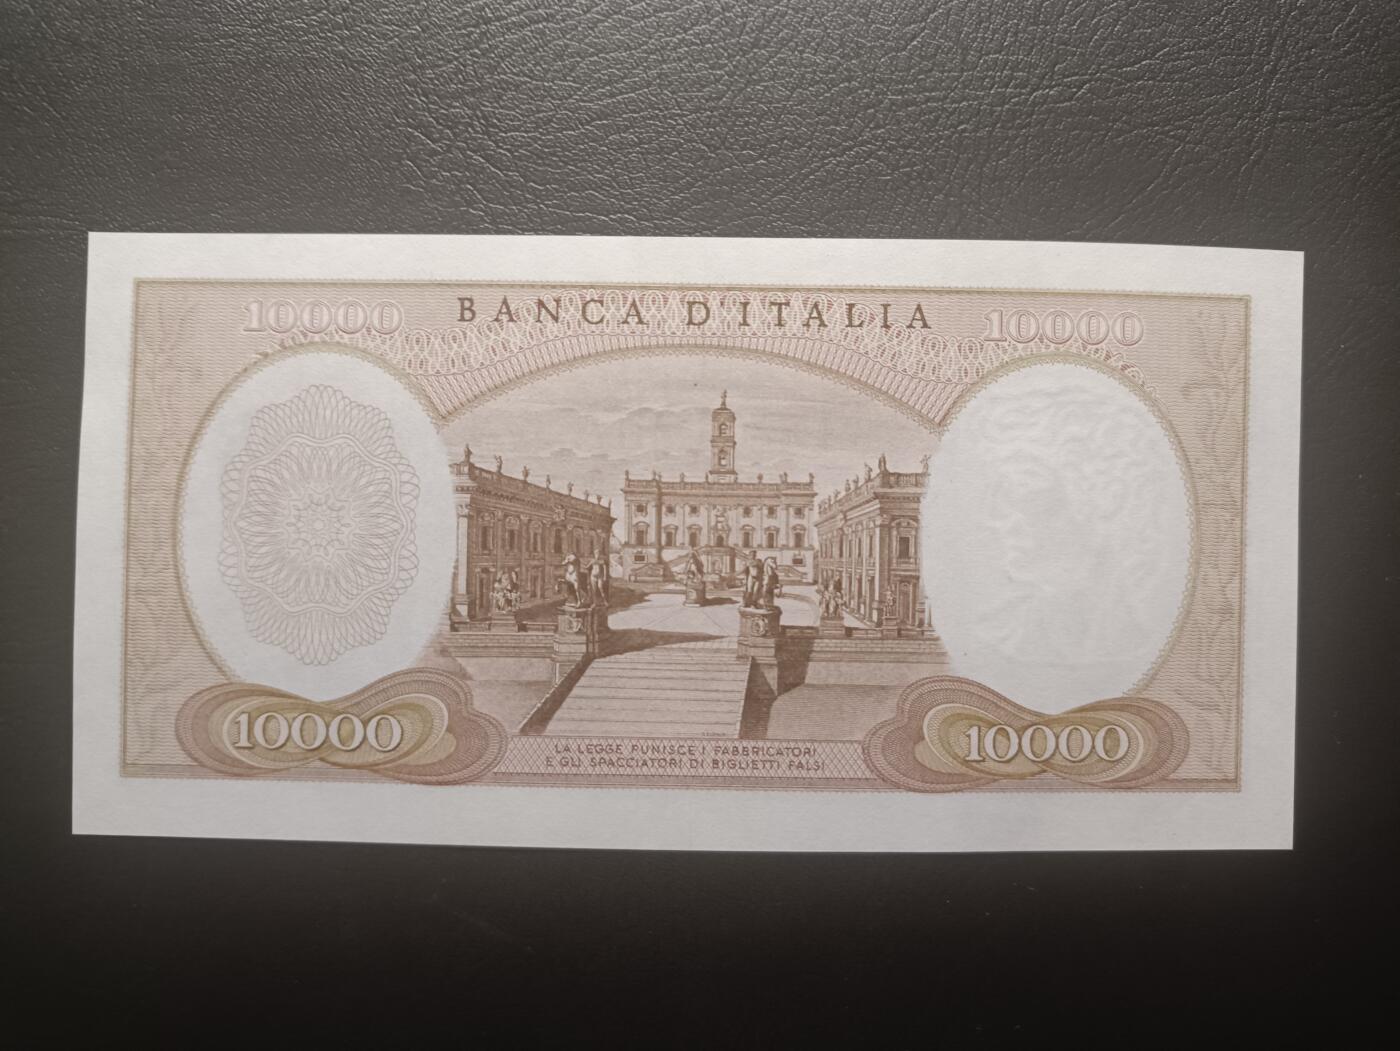 10000 BANCA D'ITALIA 10000
10000 10000
LA LEGGE PUNISCE I FABBRICATORI
E GLI SPACCIATORI DI BIGLIETTI FALSI